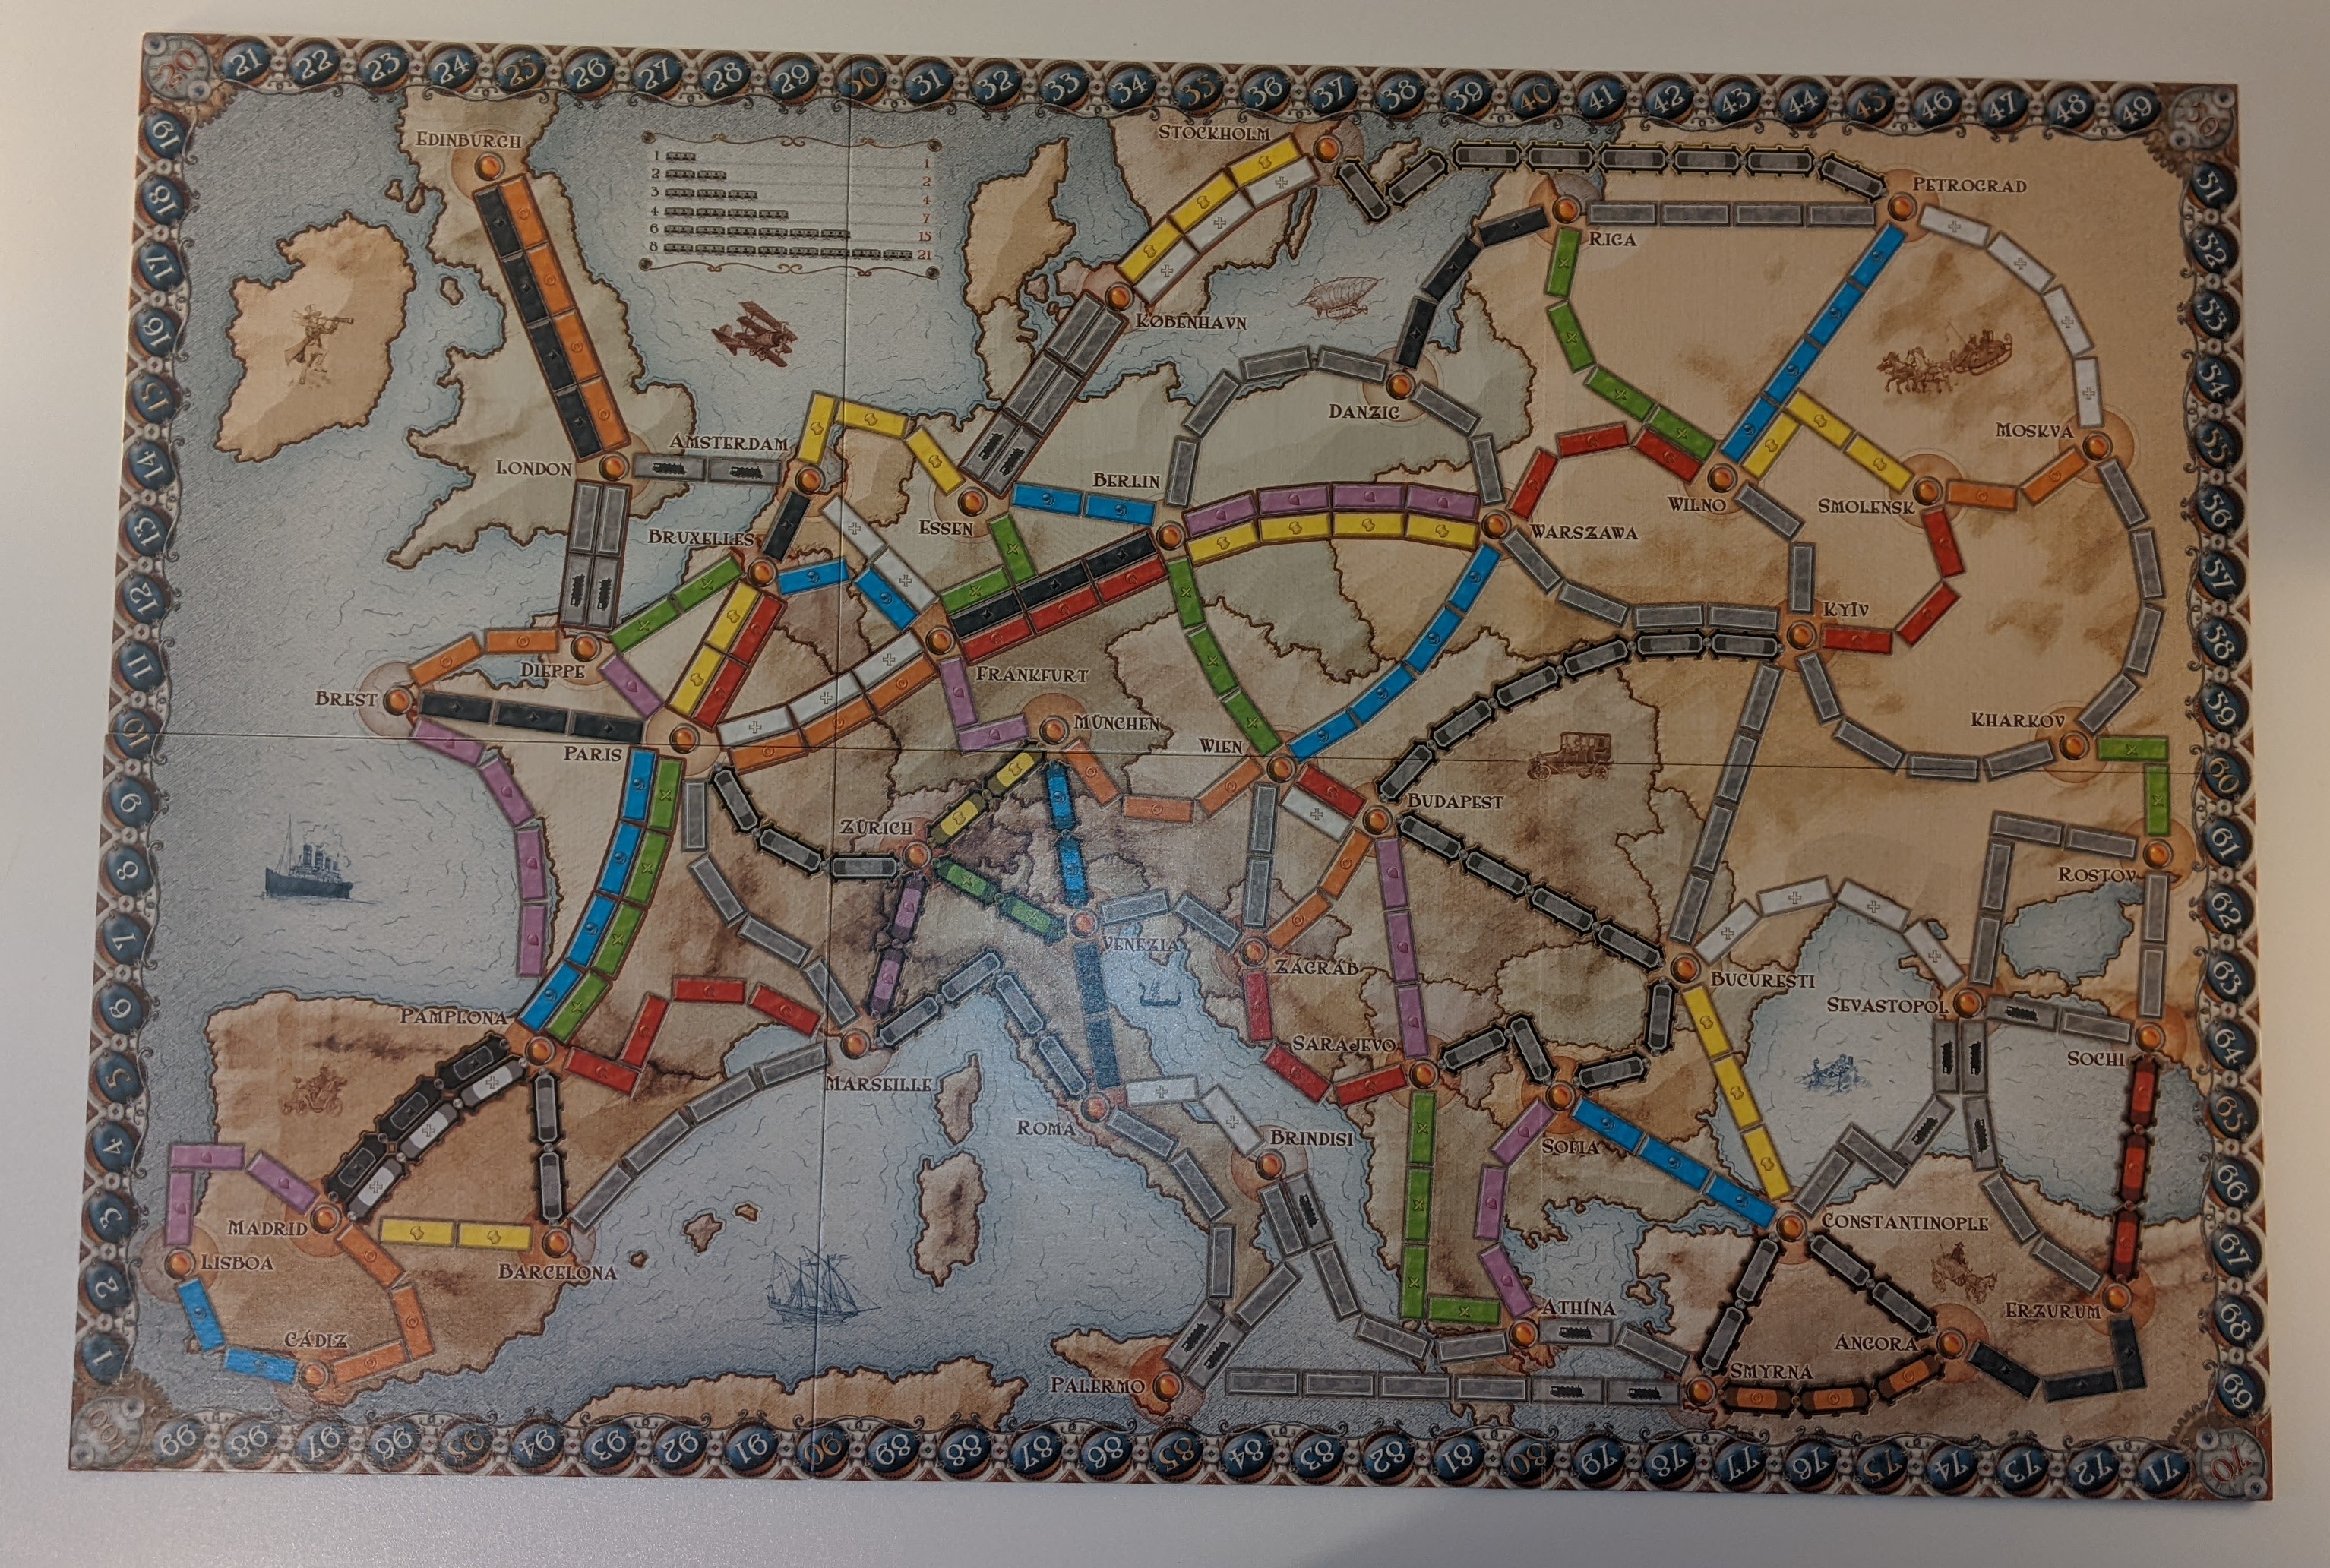 20 21 22 23 24 25 26 27 28 29 30 31 32 33 34 35 36 37 38 39 40 41 42 43 44 45 46 47 48 49
19
18
17
16
15
14
13
12
11
10
9
8
7
6
5
4
3
2
1
51
52
53
54
55
56
57
58
59
60
61
62
63
64
65
66
67
68
69
1 1
2 2
3 4
4 7
6 15
8 21
EDINBURGH
STOCKHOLM
PETROGRAD
RIGA
KØBENHAVN
DANZIG
MOSKVA
AMSTERDAM
LONDON
BERLIN
ESSEN
WILNO
SMOLENSK
BRUXELLES
WARSZAWA
KYÏV
DIEPPE
FRANKFURT
BREST
MÜNCHEN
KHARKOV
PARIS
WIEN
BUDAPEST
ZÜRICH
ROSTOV
VENEZIA
ZÁGRÁB
BUCURESTI
SEVASTOPOL
PAMPLONA
SARAJEVO
SOCHI
MARSEILLE
ROMA
BRINDISI
SOFIA
MADRID
CONSTANTINOPLE
LISBOA
BARCELONA
ATHÍNA
ERZURUM
CÁDIZ
ANGORA
SMYRNA
PALERMO
100 99 98 97 96 95 94 93 92 91 90 89 88 87 86 85 84 83 82 81 80 79 78 77 76 75 74 73 72 71 70